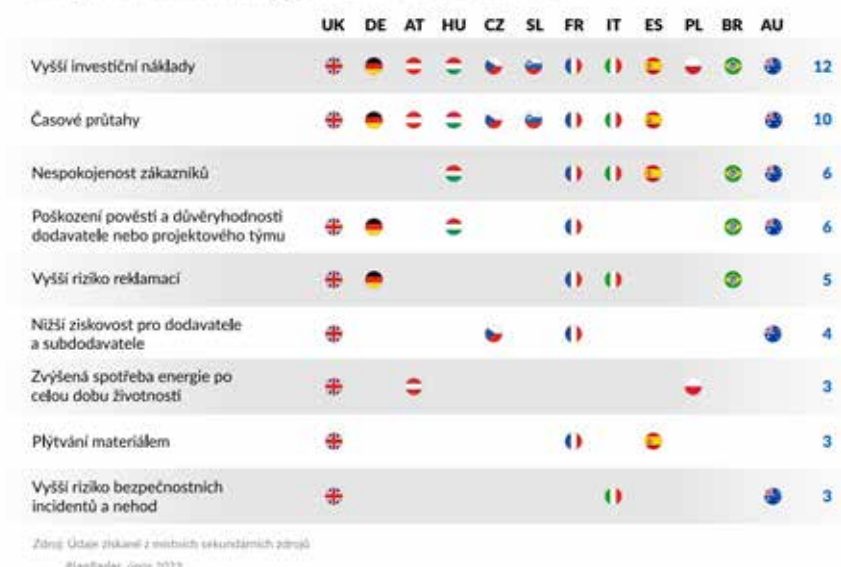 UK DE AT HU CZ SL FR IT ES PL BR AU
Vyšší investiční náklady 12
Časové průtahy 10
Nespokojenost zákazníků 6
Poškození pověsti a důvěryhodnosti
dodavatele nebo projektového týmu 6
Vyšší riziko reklamací 5
Nižší ziskovost pro dodavatele
a subdodavatele 4
Zvýšená spotřeba energie po
celou dobu životnosti 3
Plýtvání materiálem 3
Vyšší riziko bezpečnostních
incidentů a nehod 3
Zdroj: Údaje získané z místních sekundárních zdrojů